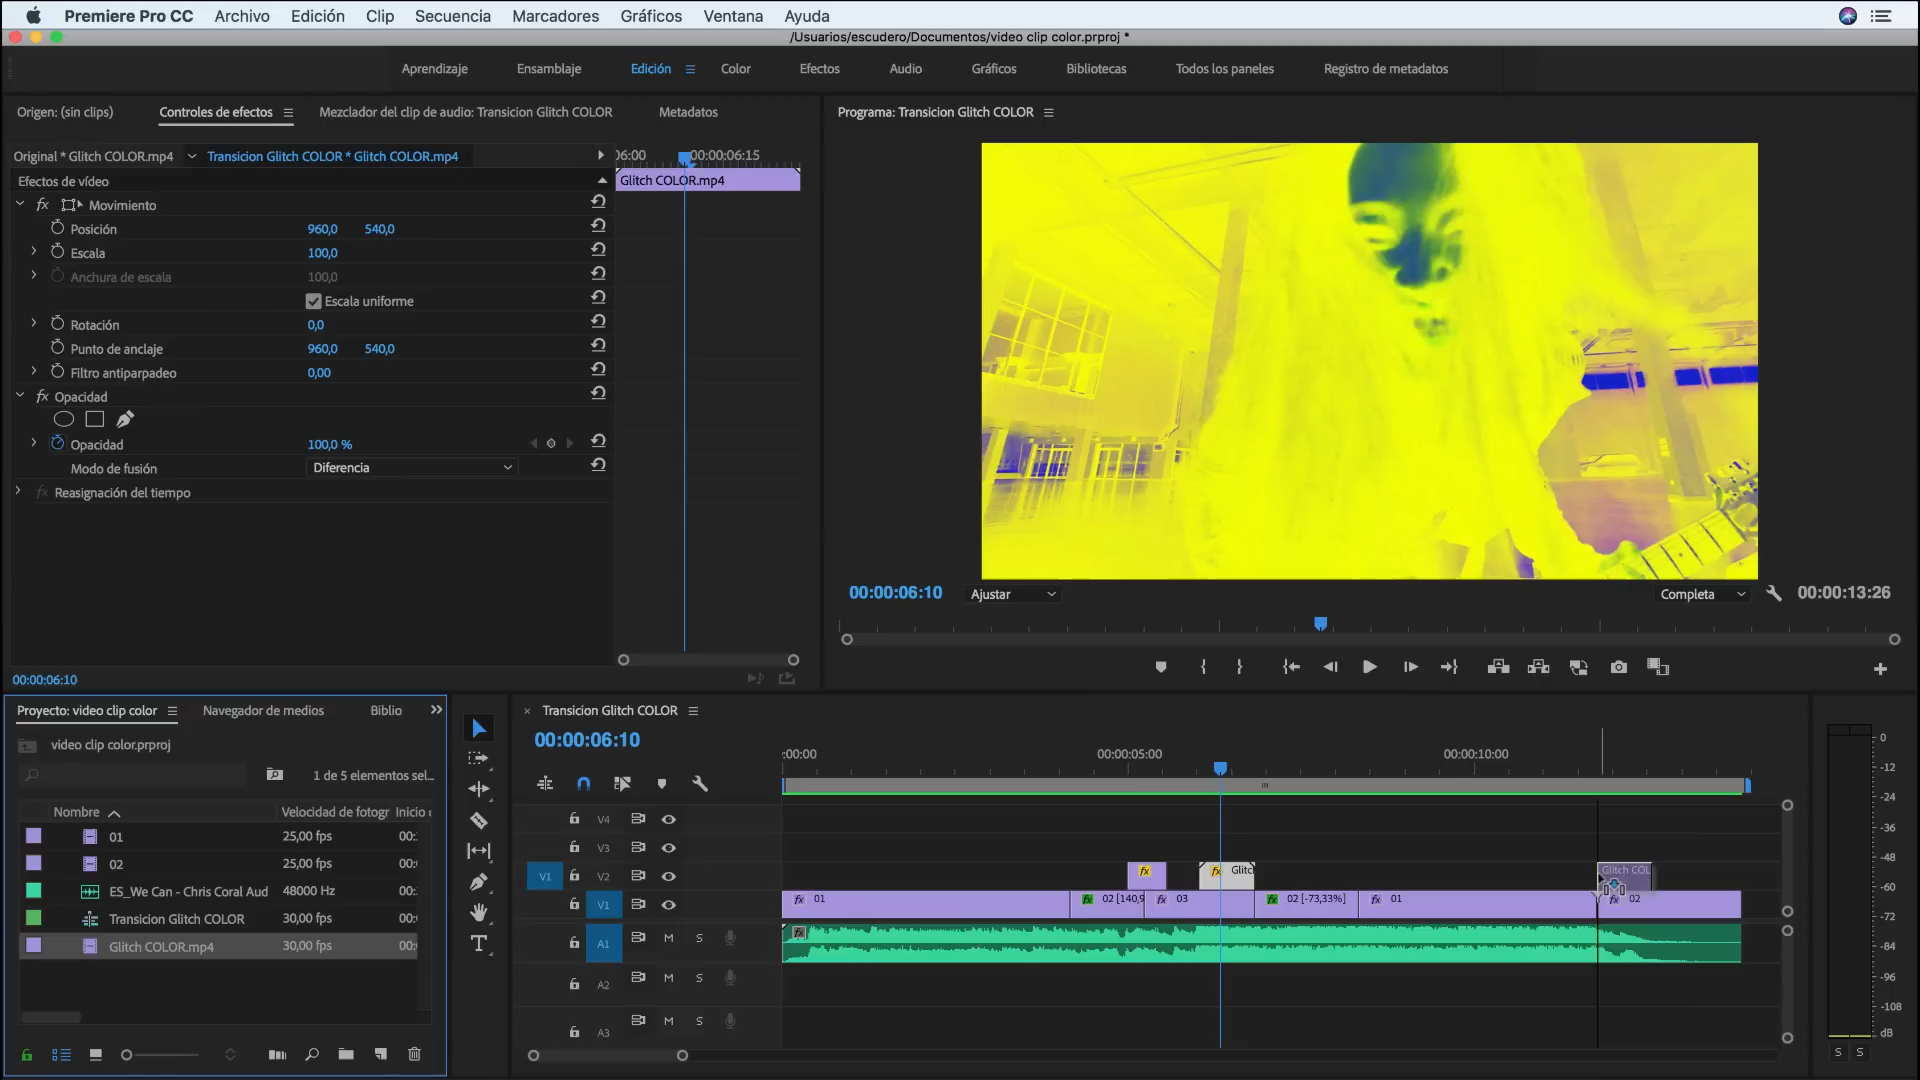 Premiere Pro CC Archivo Edición Clip Secuencia Marcadores Gráficos Ventana Ayuda
/Usuarios/escudero/Documentos/video clip color.prproj *
Aprendizaje Ensamblaje Edición Color Efectos Audio Gráficos Bibliotecas Todos los paneles Registro de metadatos
Origen: (sin clips) Controles de efectos Mezclador del clip de audio: Transicion Glitch COLOR Metadatos
Original * Glitch COLOR.mp4 Transicion Glitch COLOR * Glitch COLOR.mp4
06:00 00:00:06:15
Efectos de vídeo
Glitch COLOR.mp4
fx Movimiento
Posición 960,0 540,0
Escala 100,0
Anchura de escala 100,0
Escala uniforme
Rotación 0,0
Punto de anclaje 960,0 540,0
Filtro antiparpadeo 0,00
fx Opacidad
Opacidad 100,0 %
Modo de fusión Diferencia
fx Reasignación del tiempo
00:00:06:10
Programa: Transicion Glitch COLOR
00:00:06:10 Ajustar Completa 00:00:13:26
Proyecto: video clip color Navegador de medios Biblio
video clip color.prproj
1 de 5 elementos sel...
Nombre Velocidad de fotogr Inicio
01 25,00 fps 00:
02 25,00 fps 00:
ES_We Can - Chris Coral Aud 48000 Hz 00:
Transicion Glitch COLOR 30,00 fps 00:
Glitch COLOR.mp4 30,00 fps 00:
Transicion Glitch COLOR
00:00:06:10
:00:00 00:00:05:00 00:00:10:00
V4
V3
V1 V2 fx fx Glitc Glitch COL
V1 fx 01 fx 02 [140,9 fx 03 fx 02 [-73,33%] fx 01 fx 02
A1 M S fx
A2 M S
A3 M S
0
-12
-24
-36
-48
-60
-72
-84
-96
-108
dB
S S